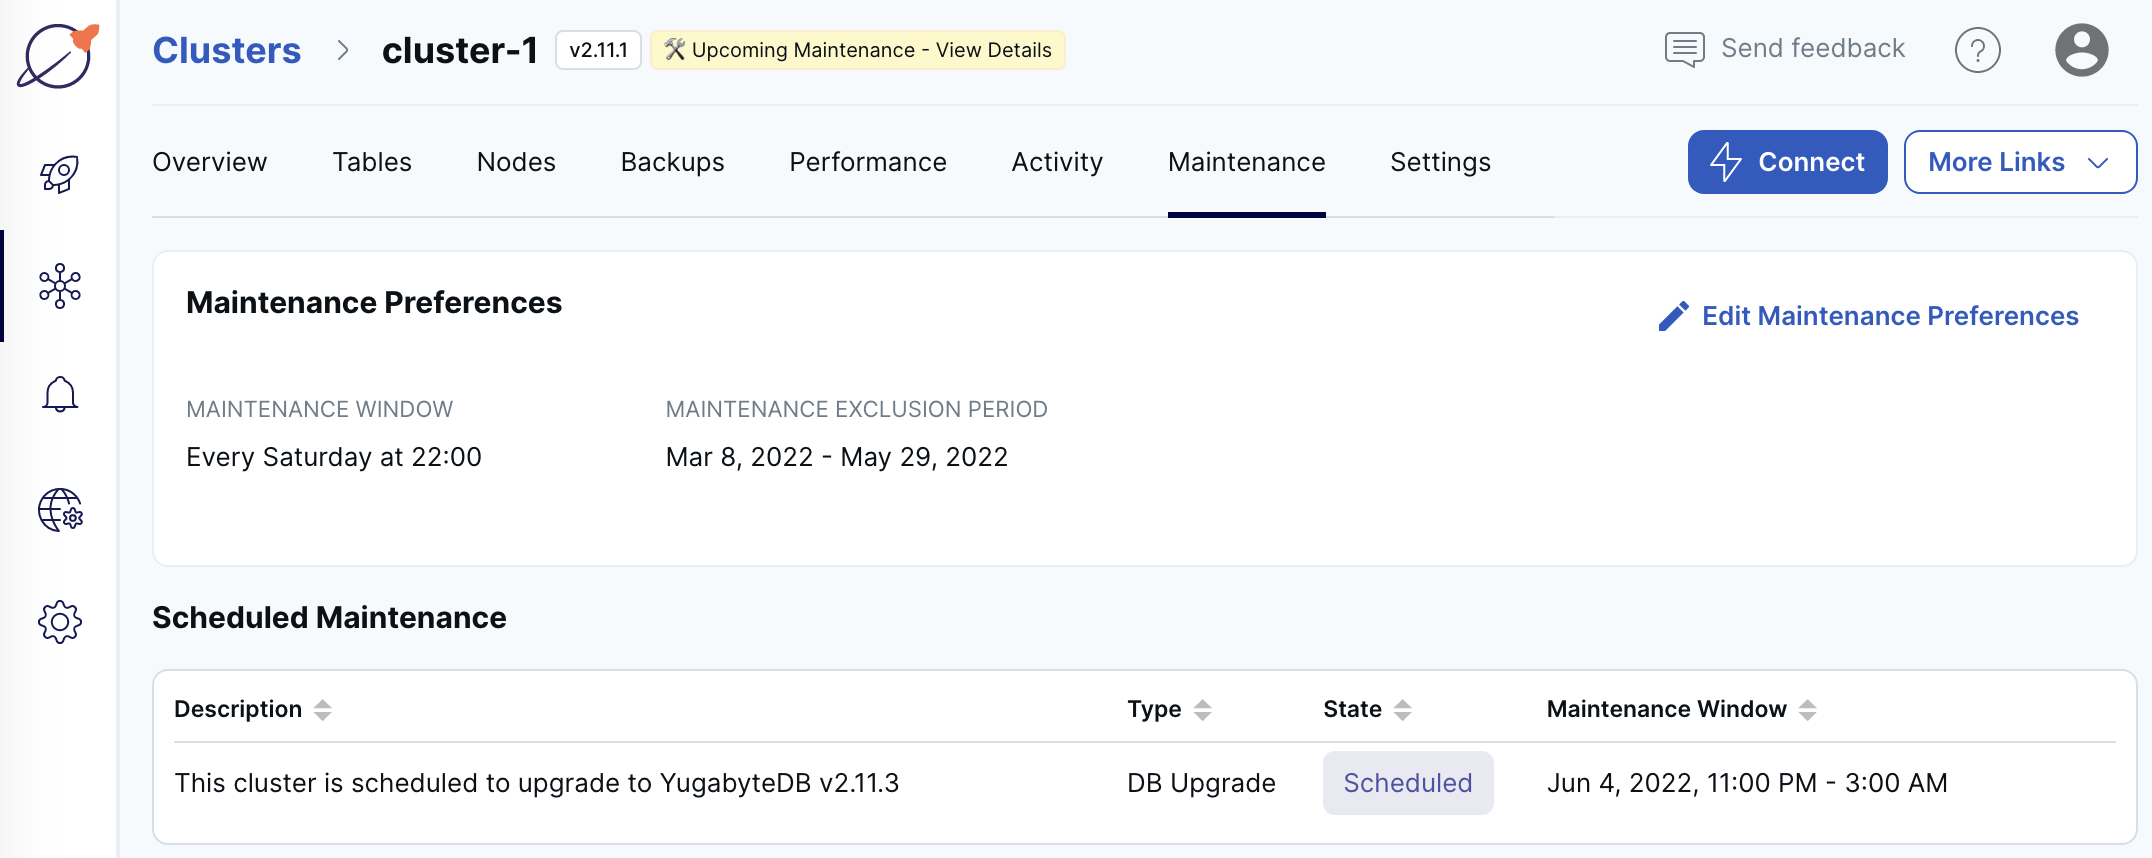 Clusters > cluster-1 v2.11.1 🛠 Upcoming Maintenance - View Details Send feedback ?
Overview Tables Nodes Backups Performance Activity Maintenance Settings Connect More Links
Maintenance Preferences
Edit Maintenance Preferences
MAINTENANCE WINDOW MAINTENANCE EXCLUSION PERIOD
Every Saturday at 22:00 Mar 8, 2022 - May 29, 2022
Scheduled Maintenance
Description Type State Maintenance Window
This cluster is scheduled to upgrade to YugabyteDB v2.11.3 DB Upgrade Scheduled Jun 4, 2022, 11:00 PM - 3:00 AM